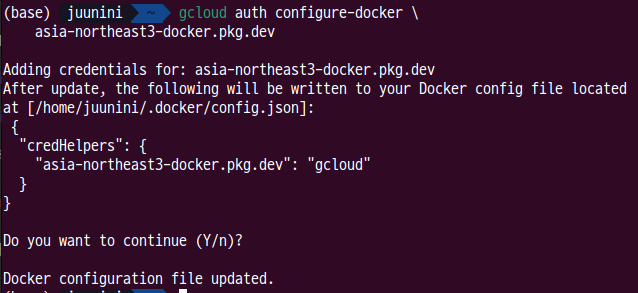 (base) juunini ~ gcloud auth configure-docker \
    asia-northeast3-docker.pkg.dev

Adding credentials for: asia-northeast3-docker.pkg.dev
After update, the following will be written to your Docker config file located
at [/home/juunini/.docker/config.json]:
 {
  "credHelpers": {
    "asia-northeast3-docker.pkg.dev": "gcloud"
  }
}

Do you want to continue (Y/n)?

Docker configuration file updated.